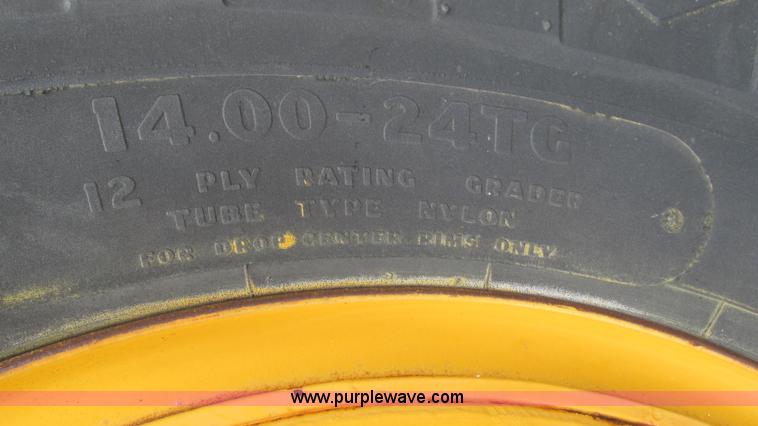 14.00-24TG
12 PLY RATING GRADER
TUBE TYPE NYLON
FOR DROP CENTER RIMS ONLY
www.purplewave.com